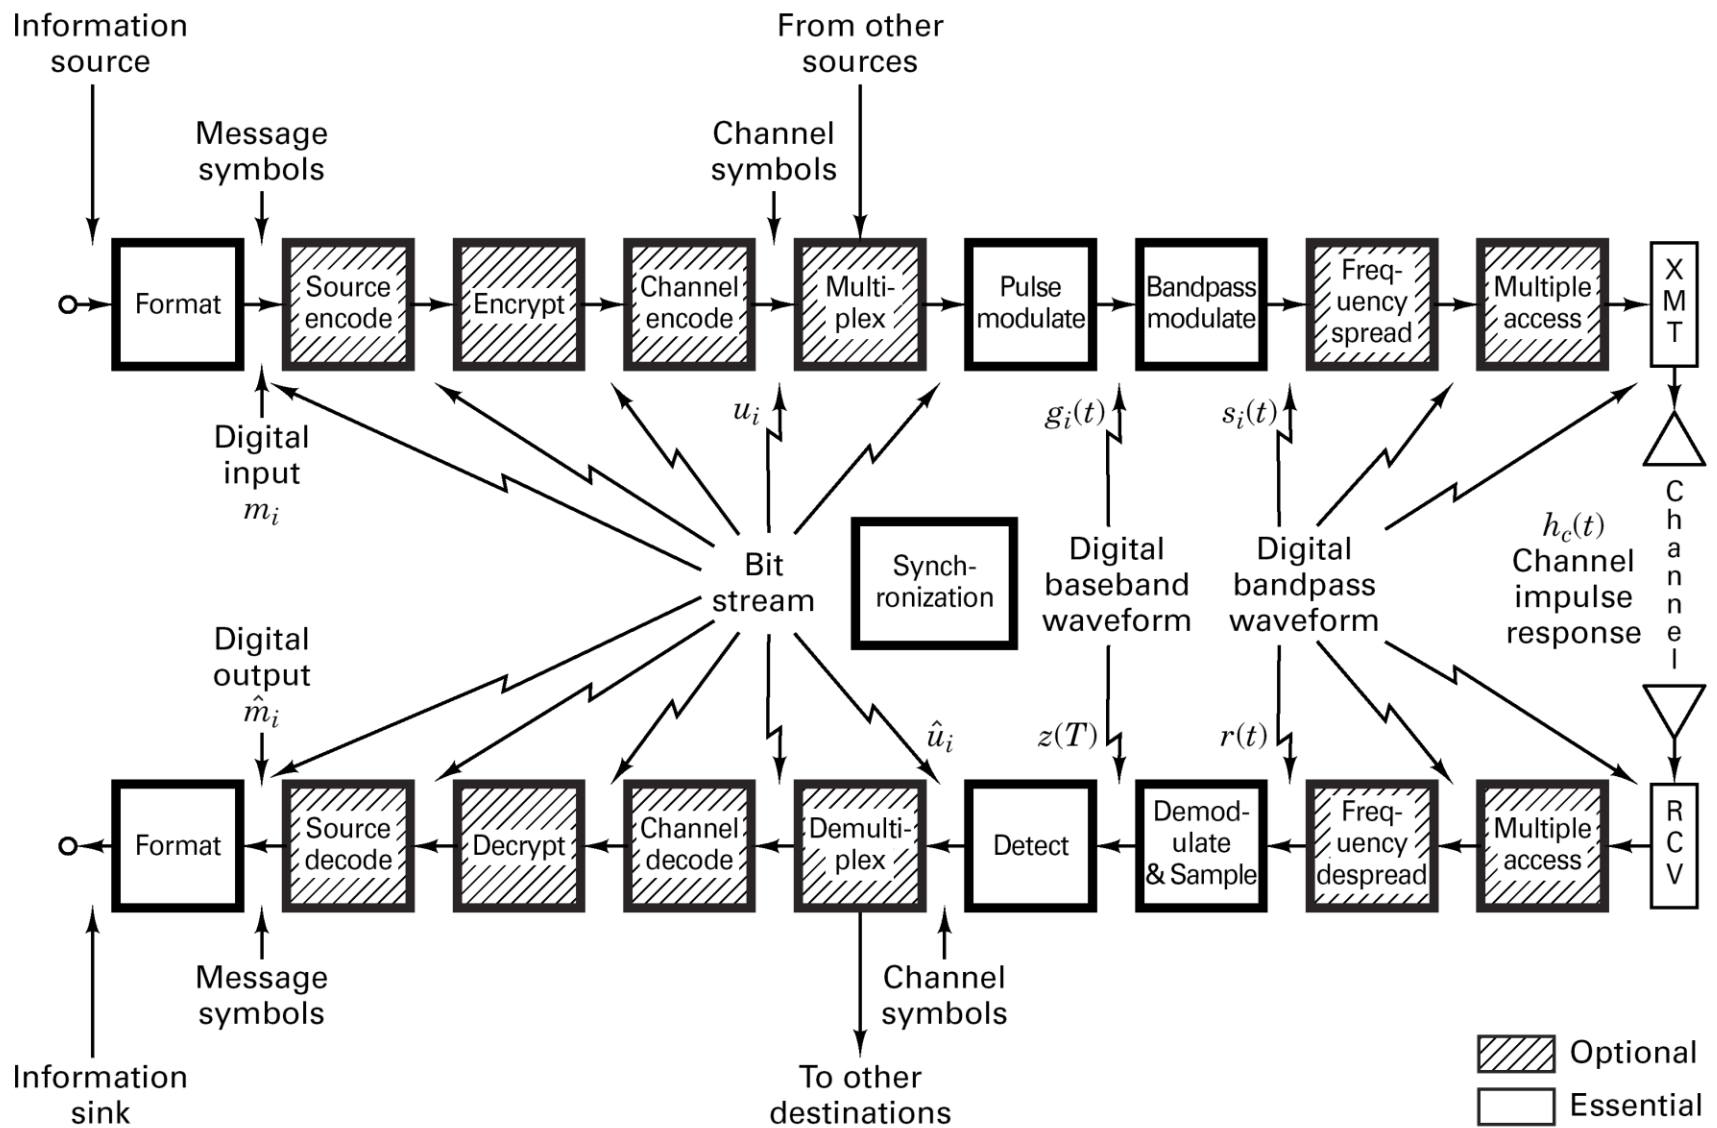 Information
source
From other
sources
Message
symbols
Channel
symbols
Format
Source
encode
Encrypt
Channel
encode
Multi-
plex
Pulse
modulate
Bandpass
modulate
Freq-
uency
spread
Multiple
access
X
M
T
Digital
input
m_i
u_i
g_i(t)
s_i(t)
Bit
stream
Synch-
ronization
Digital
baseband
waveform
Digital
bandpass
waveform
h_c(t)
Channel
impulse
response
C
h
a
n
n
e
l
Digital
output
m̂_i
û_i
z(T)
r(t)
Format
Source
decode
Decrypt
Channel
decode
Demulti-
plex
Detect
Demod-
ulate
& Sample
Freq-
uency
despread
Multiple
access
R
C
V
Message
symbols
Channel
symbols
Information
sink
To other
destinations
Optional
Essential